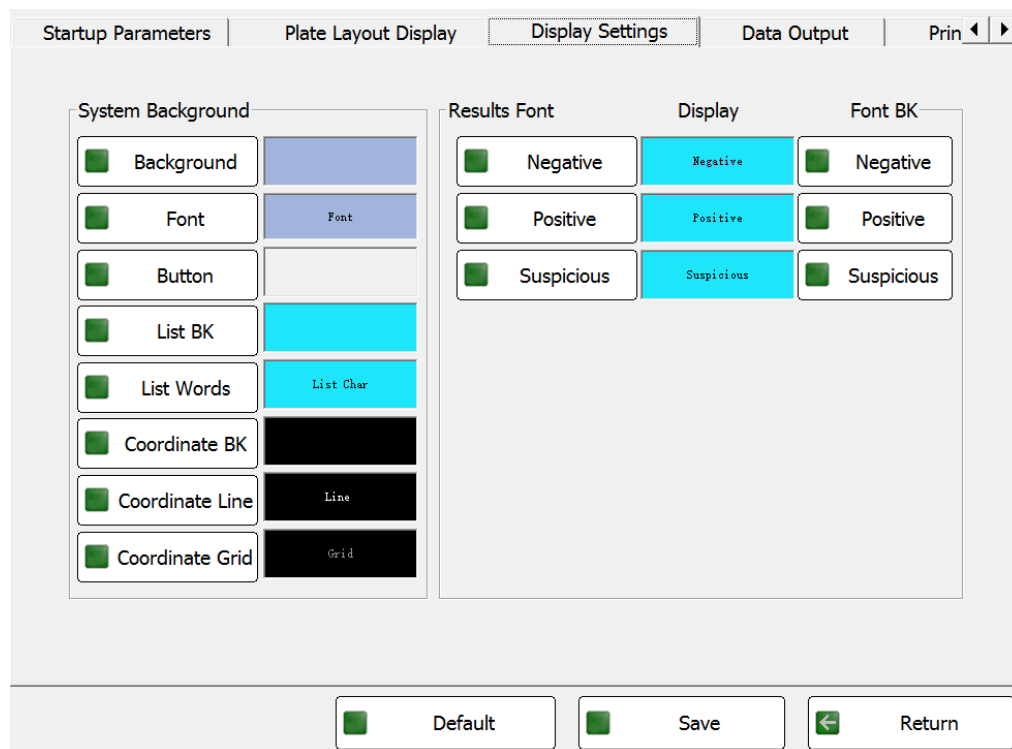 Startup Parameters Plate Layout Display Display Settings Data Output Prin
System Background
Background
Font Font
Button
List BK
List Words List Char
Coordinate BK
Coordinate Line Line
Coordinate Grid Grid
Results Font Display Font BK
Negative Negative Negative
Positive Positive Positive
Suspicious Suspicious Suspicious
Default Save Return